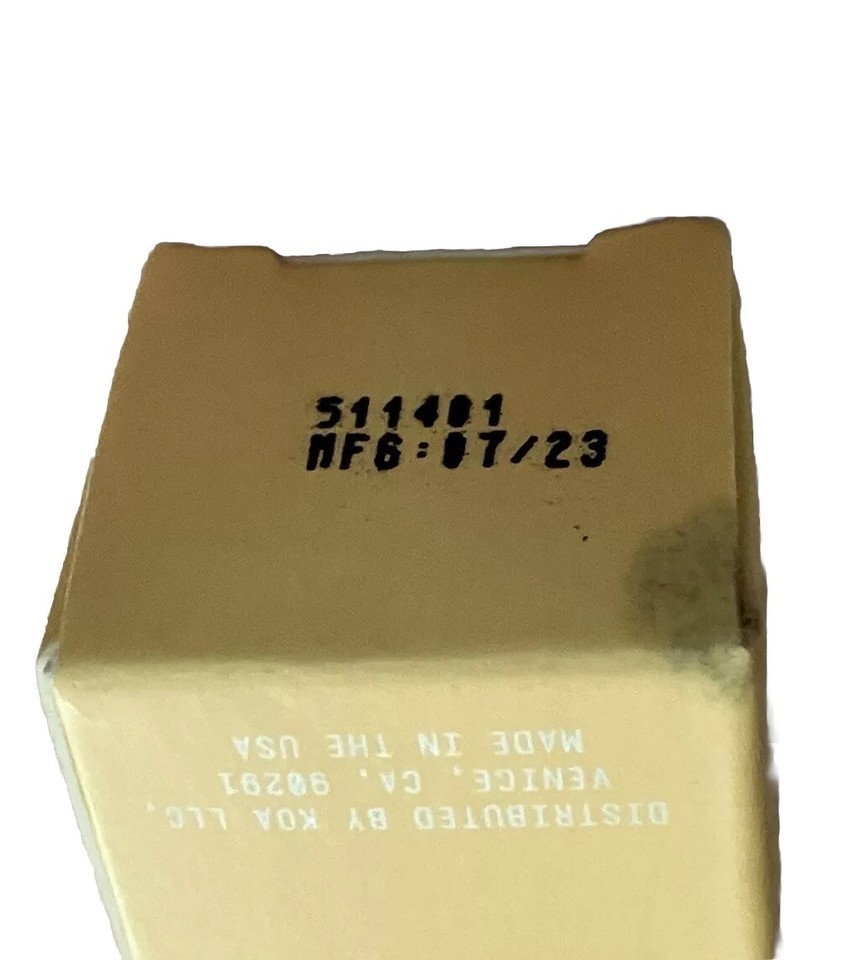 511401
MFG:07/23
DISTRIBUTED BY KOA LLC,
VENICE, CA, 90291
MADE IN THE USA